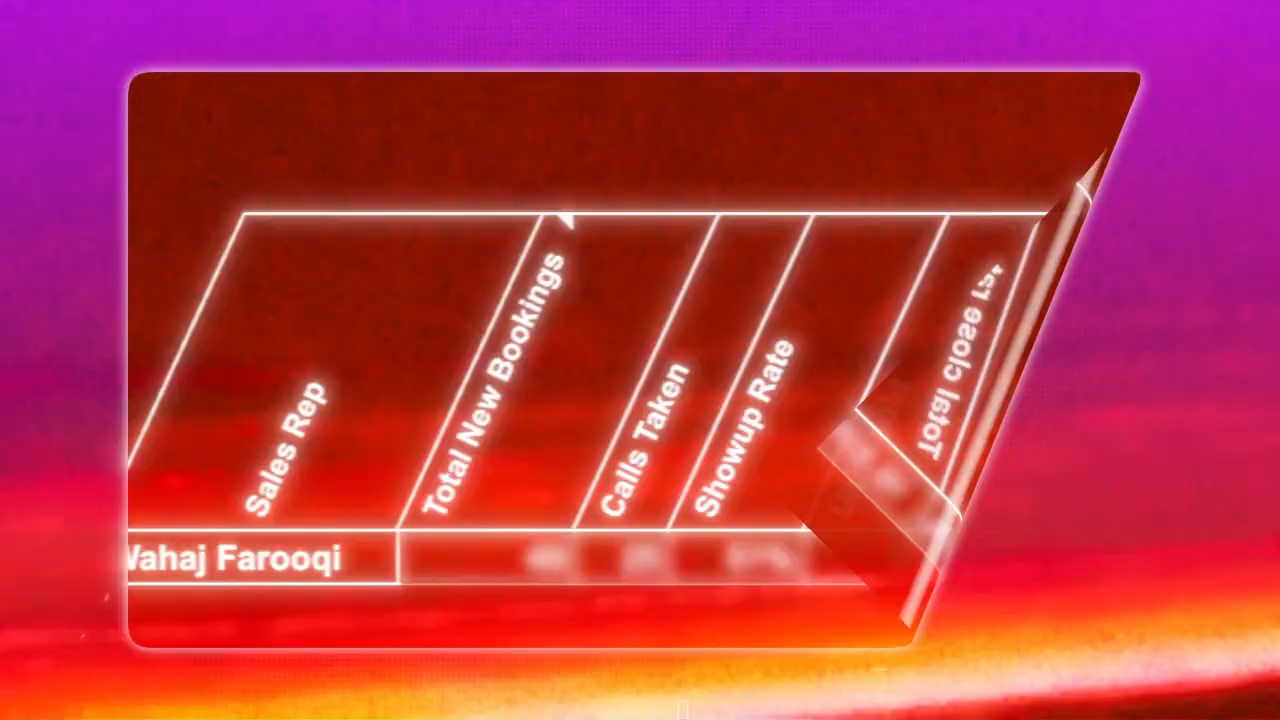 Sales Rep
Total New Bookings
Calls Taken
Showup Rate
Total close
Wahaj Farooqi